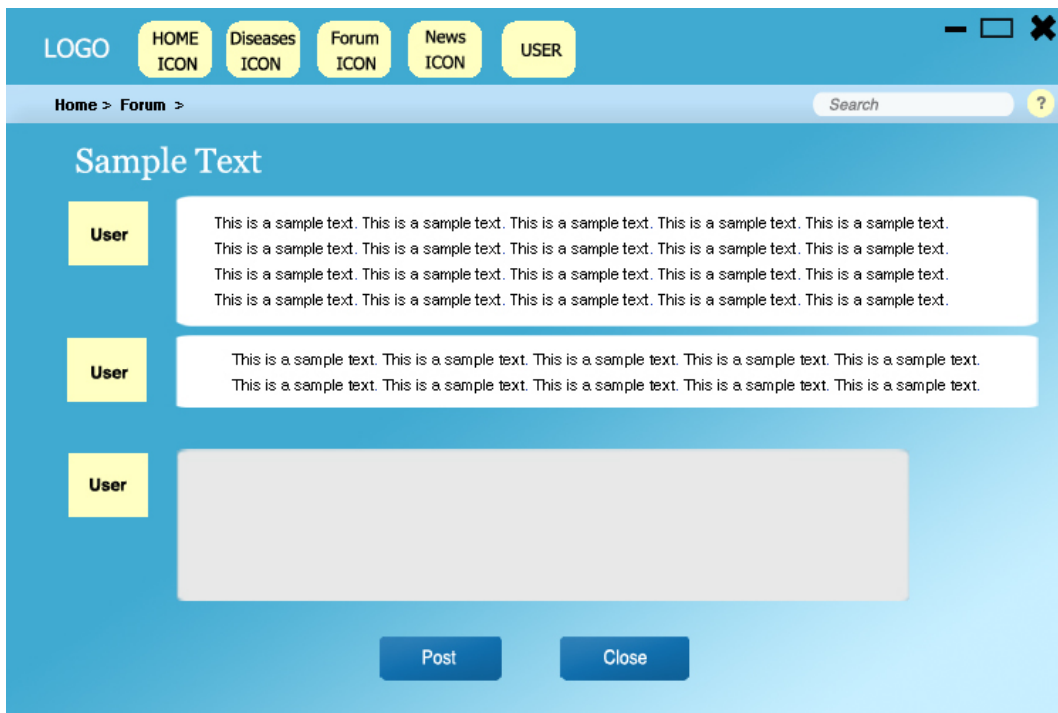 LOGO
HOME
ICON
Diseases
ICON
Forum
ICON
News
ICON
USER
Home > Forum >
Search
?
Sample Text
User
This is a sample text. This is a sample text. This is a sample text. This is a sample text. This is a sample text.
This is a sample text. This is a sample text. This is a sample text. This is a sample text. This is a sample text.
This is a sample text. This is a sample text. This is a sample text. This is a sample text. This is a sample text.
This is a sample text. This is a sample text. This is a sample text. This is a sample text. This is a sample text.
User
This is a sample text. This is a sample text. This is a sample text. This is a sample text. This is a sample text.
This is a sample text. This is a sample text. This is a sample text. This is a sample text. This is a sample text.
User
Post
Close